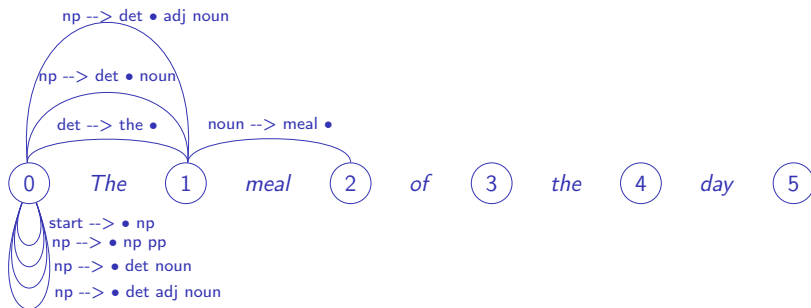 np --> det • adj noun
np --> det • noun
det --> the •
noun --> meal •
0 The 1 meal 2 of 3 the 4 day 5
start --> • np
np --> • np pp
np --> • det noun
np --> • det adj noun